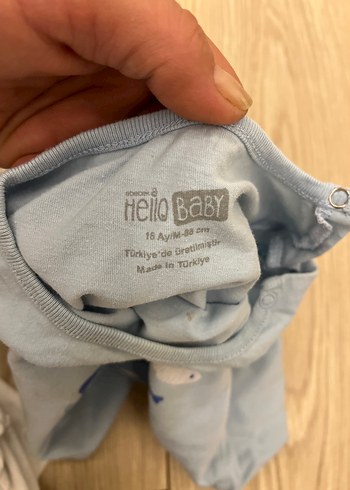 Hello BABY
18 Ay/M-86 cm
Türkiye'de üretilmiştir
Made in Türkiye